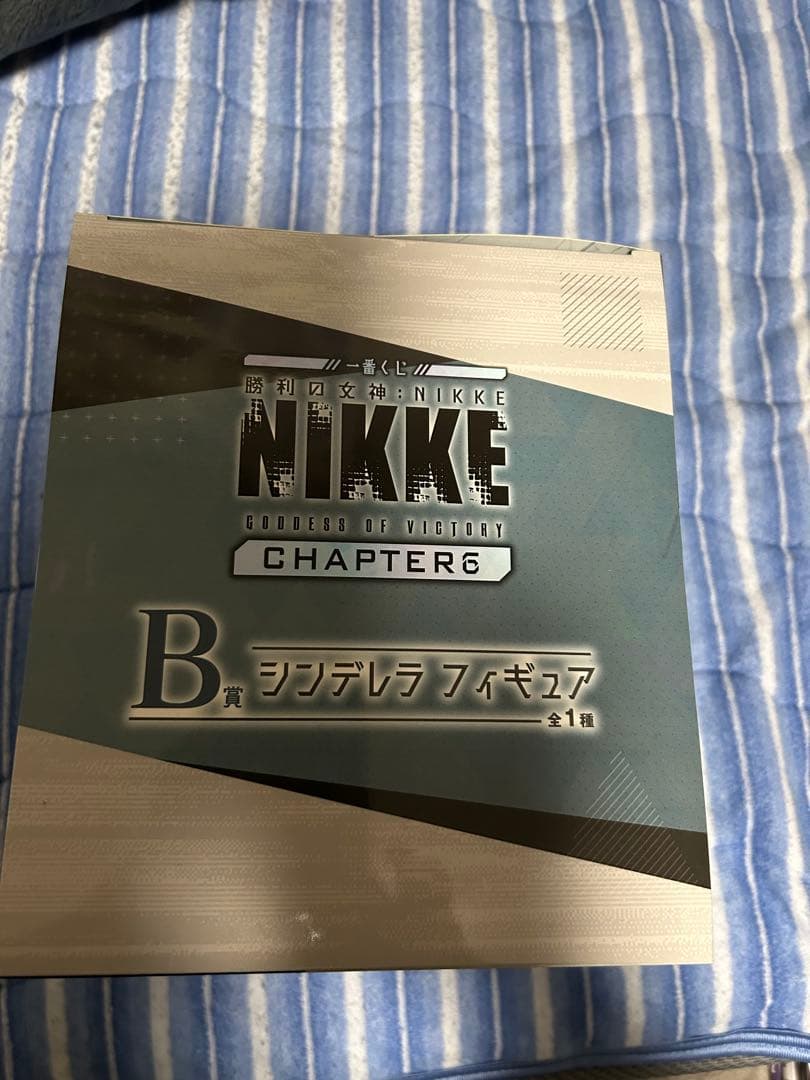 一番くじ
勝利の女神:NIKKE
NIKKE
GODDESS OF VICTORY
CHAPTER6
B賞 シンデレラ フィギュア
全1種